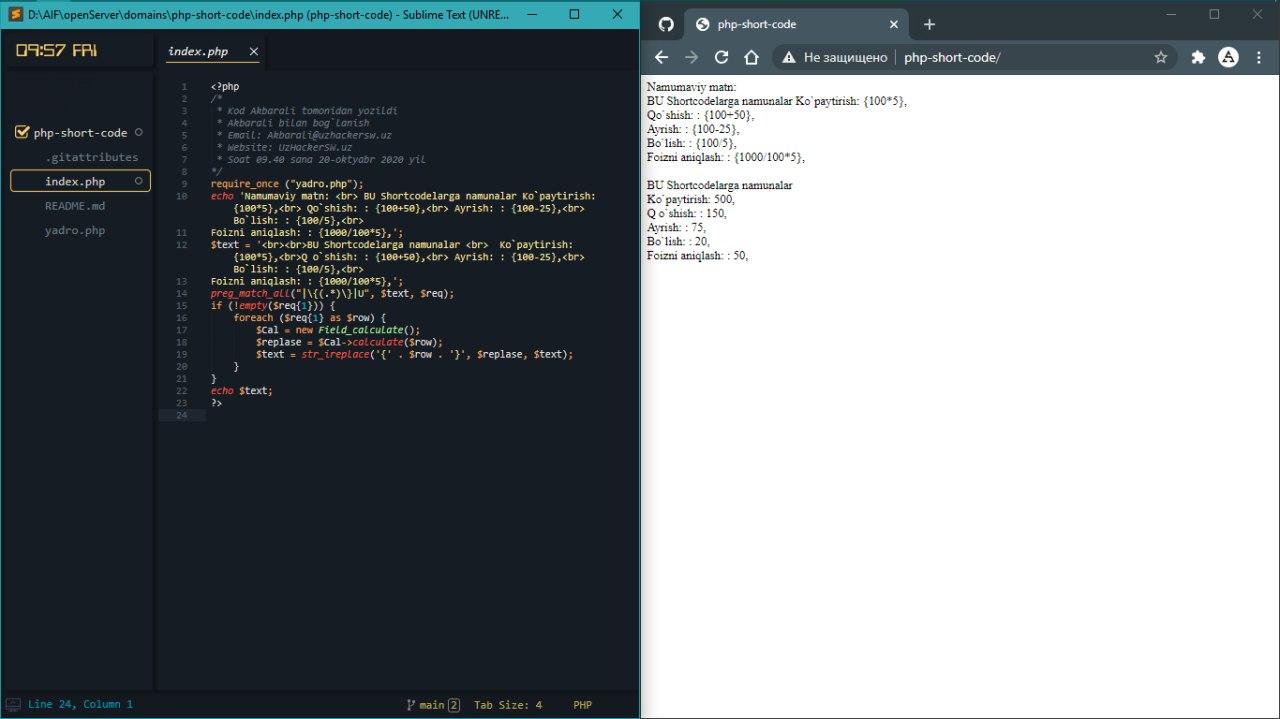 D:\AIF\openServer\domains\php-short-code\index.php (php-short-code) - Sublime Text (UNRE...
09:57 FRI
index.php
php-short-code
.gitattributes
index.php
README.md
yadro.php
1 <?php
2 /*
3 * Kod Akbarali tomonidan yozildi
4 * Akbarali bilan bog`lanish
5 * Email: Akbarali@uzhackersw.uz
6 * Website: UzHackerSW.uz
7 * Soat 09.40 sana 20-oktyabr 2020 yil
8 */
9 require_once ("yadro.php");
10 echo 'Namumaviy matn: <br> BU Shortcodelarga namunalar Ko`paytirish:
{100*5},<br> Qo`shish: : {100+50},<br> Ayrish: : {100-25},<br>
Bo`lish: : {100/5},<br>
11 Foizni aniqlash: : {1000/100*5},';
12 $text = '<br><br>BU Shortcodelarga namunalar <br>  Ko`paytirish:
{100*5},<br>Q o`shish: : {100+50},<br> Ayrish: : {100-25},<br>
Bo`lish: : {100/5},<br>
13 Foizni aniqlash: : {1000/100*5},';
14 preg_match_all("|\{(.*)\}|U", $text, $req);
15 if (!empty($req{1})) {
16 foreach ($req{1} as $row) {
17 $Cal = new Field_calculate();
18 $replase = $Cal->calculate($row);
19 $text = str_ireplace('{' . $row . '}', $replase, $text);
20 }
21 }
22 echo $text;
23 ?>
24
Line 24, Column 1
main 2
Tab Size: 4
PHP
php-short-code
Не защищено
php-short-code/
Namumaviy matn:
BU Shortcodelarga namunalar Ko`paytirish: {100*5},
Qo`shish: : {100+50},
Ayrish: : {100-25},
Bo`lish: : {100/5},
Foizni aniqlash: : {1000/100*5},
BU Shortcodelarga namunalar
Ko`paytirish: 500,
Q o`shish: : 150,
Ayrish: : 75,
Bo`lish: : 20,
Foizni aniqlash: : 50,